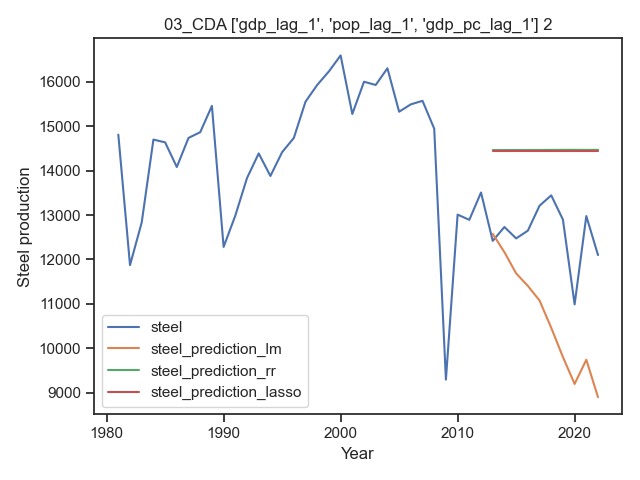 03_CDA ['gdp_lag_1', 'pop_lag_1', 'gdp_pc_lag_1'] 2
Steel production
16000
15000
14000
13000
12000
11000
10000
9000
steel
steel_prediction_lm
steel_prediction_rr
steel_prediction_lasso
1980
1990
2000
2010
2020
Year